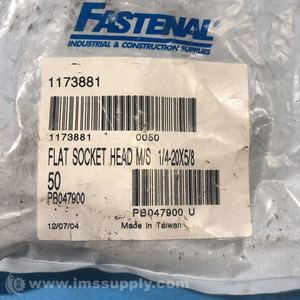 FASTENAL
INDUSTRIAL & CONSTRUCTION SUPPLIES
1173881
1173881 0050
FLAT SOCKET HEAD M/S 1/4-20X5/8
50
PB047900
PB047900 U
12/07/04 Made in Taiwan
© www.imssupply.com